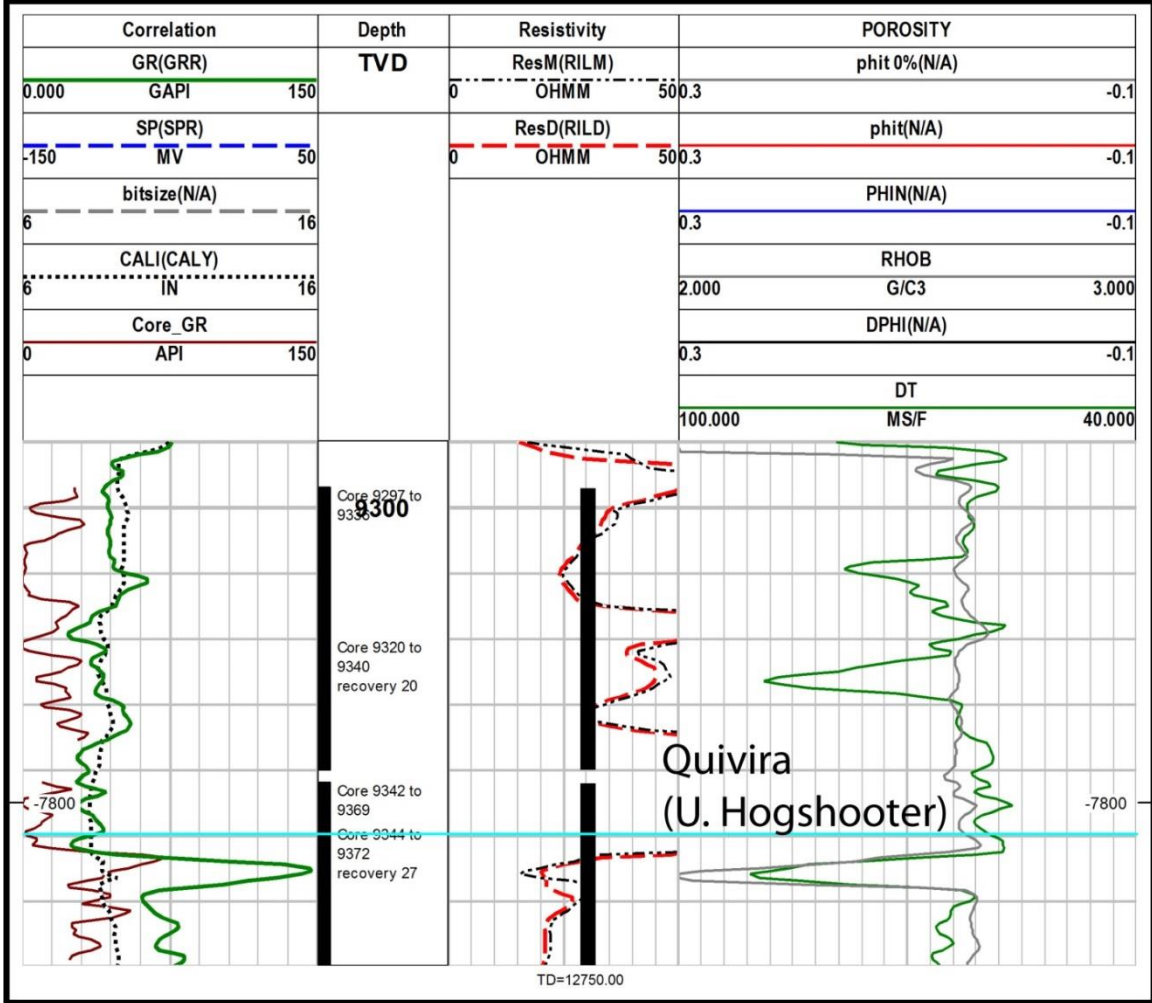 Correlation Depth Resistivity POROSITY
GR(GRR)
0.000 GAPI 150
SP(SPR)
-150 MV 50
bitsize(N/A)
6 16
CALI(CALY)
6 IN 16
Core_GR
0 API 150
TVD
ResM(RILM)
0 OHMM 50
ResD(RILD)
0 OHMM 50
phit 0%(N/A)
0.3 -0.1
phit(N/A)
0.3 -0.1
PHIN(N/A)
0.3 -0.1
RHOB
2.000 G/C3 3.000
DPHI(N/A)
0.3 -0.1
DT
100.000 MS/F 40.000
Core 9297 to
9300
Core 9320 to
9340
recovery 20
Quivira
(U. Hogshooter)
Core 9342 to
9369
-7800 -7800
Core 9344 to
9372
recovery 27
TD=12750.00